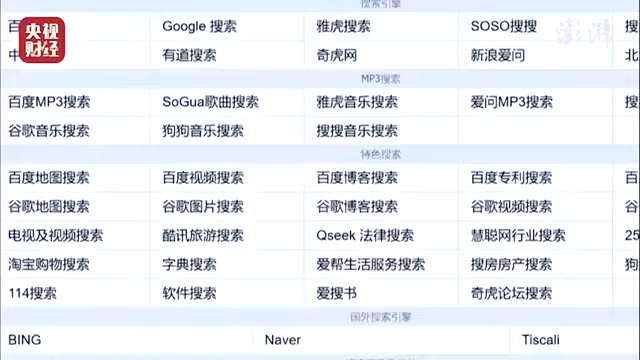 搜索引擎
百 Google 搜索 雅虎搜索 SOSO搜搜 搜
央视财经
澎湃
中 有道搜索 奇虎网 新浪爱问 北
MP3搜索
百度MP3搜索 SoGua歌曲搜索 雅虎音乐搜索 爱问MP3搜索 搜
谷歌音乐搜索 狗狗音乐搜索 搜搜音乐搜索
特色搜索
百度地图搜索 百度视频搜索 百度博客搜索 百度专利搜索 百
谷歌地图搜索 谷歌图片搜索 谷歌博客搜索 谷歌视频搜索 谷
电视及视频搜索 酷讯旅游搜索 Qseek 法律搜索 慧聪网行业搜索 25
淘宝购物搜索 字典搜索 爱帮生活服务搜索 搜房房产搜索 狗
114搜索 软件搜索 爱搜书 奇虎论坛搜索
国外搜索引擎
BING Naver Tiscali